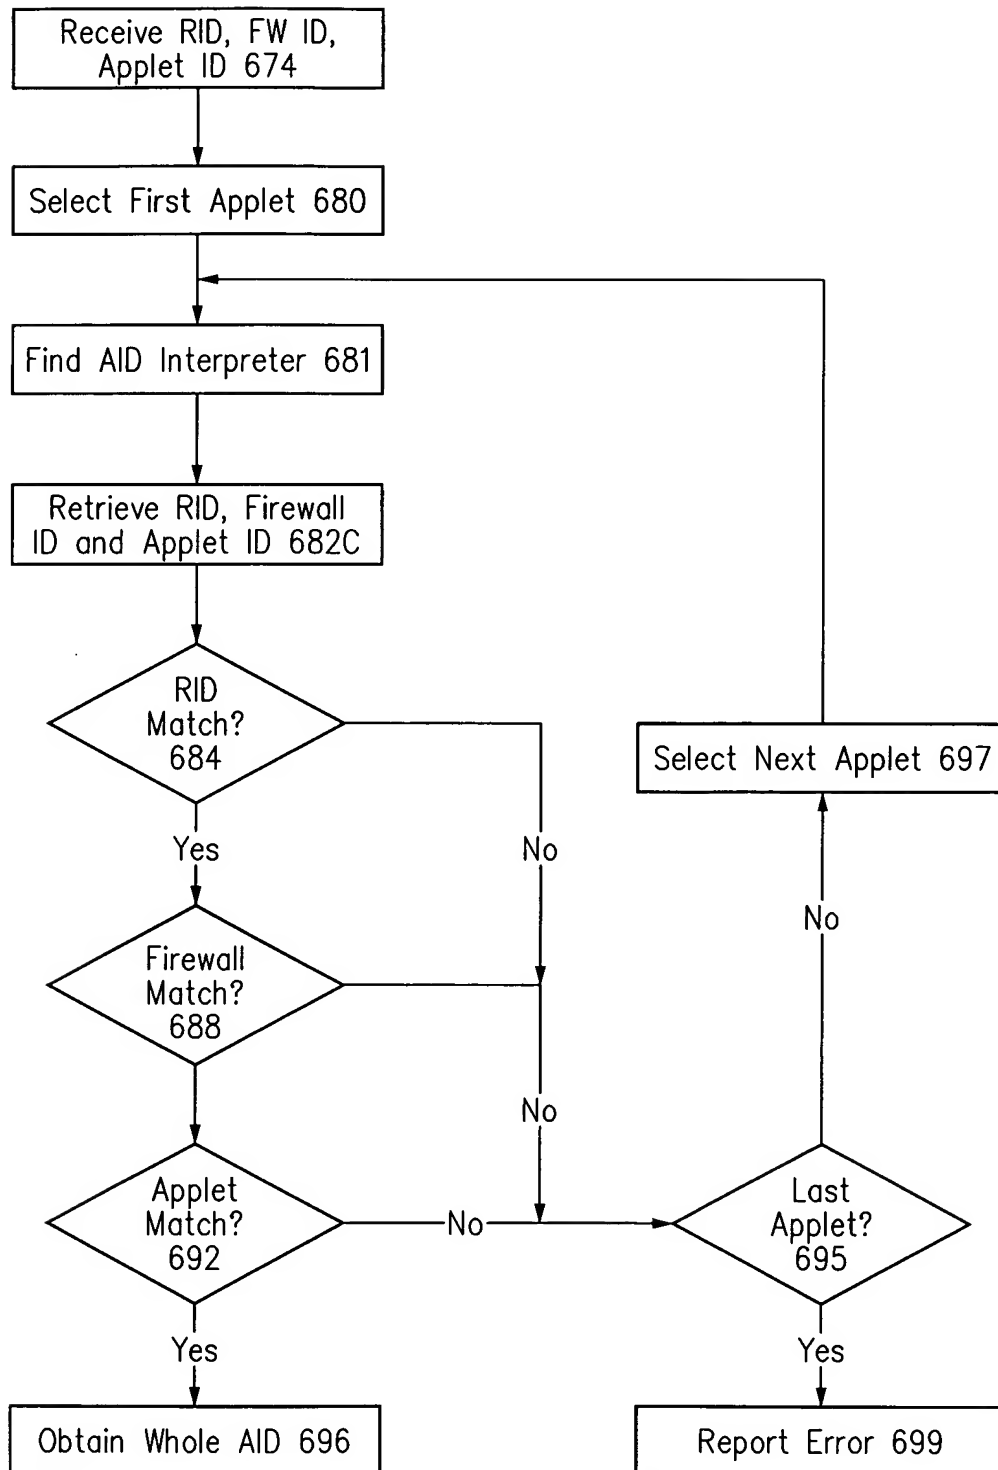 Receive RID, FW ID,
Applet ID 674
Select First Applet 680
Find AID Interpreter 681
Retrieve RID, Firewall
ID and Applet ID 682C
RID
Match?
684
Yes
No
Firewall
Match?
688
No
Applet
Match?
692
No
Yes
Obtain Whole AID 696
Select Next Applet 697
No
Last
Applet?
695
Yes
Report Error 699